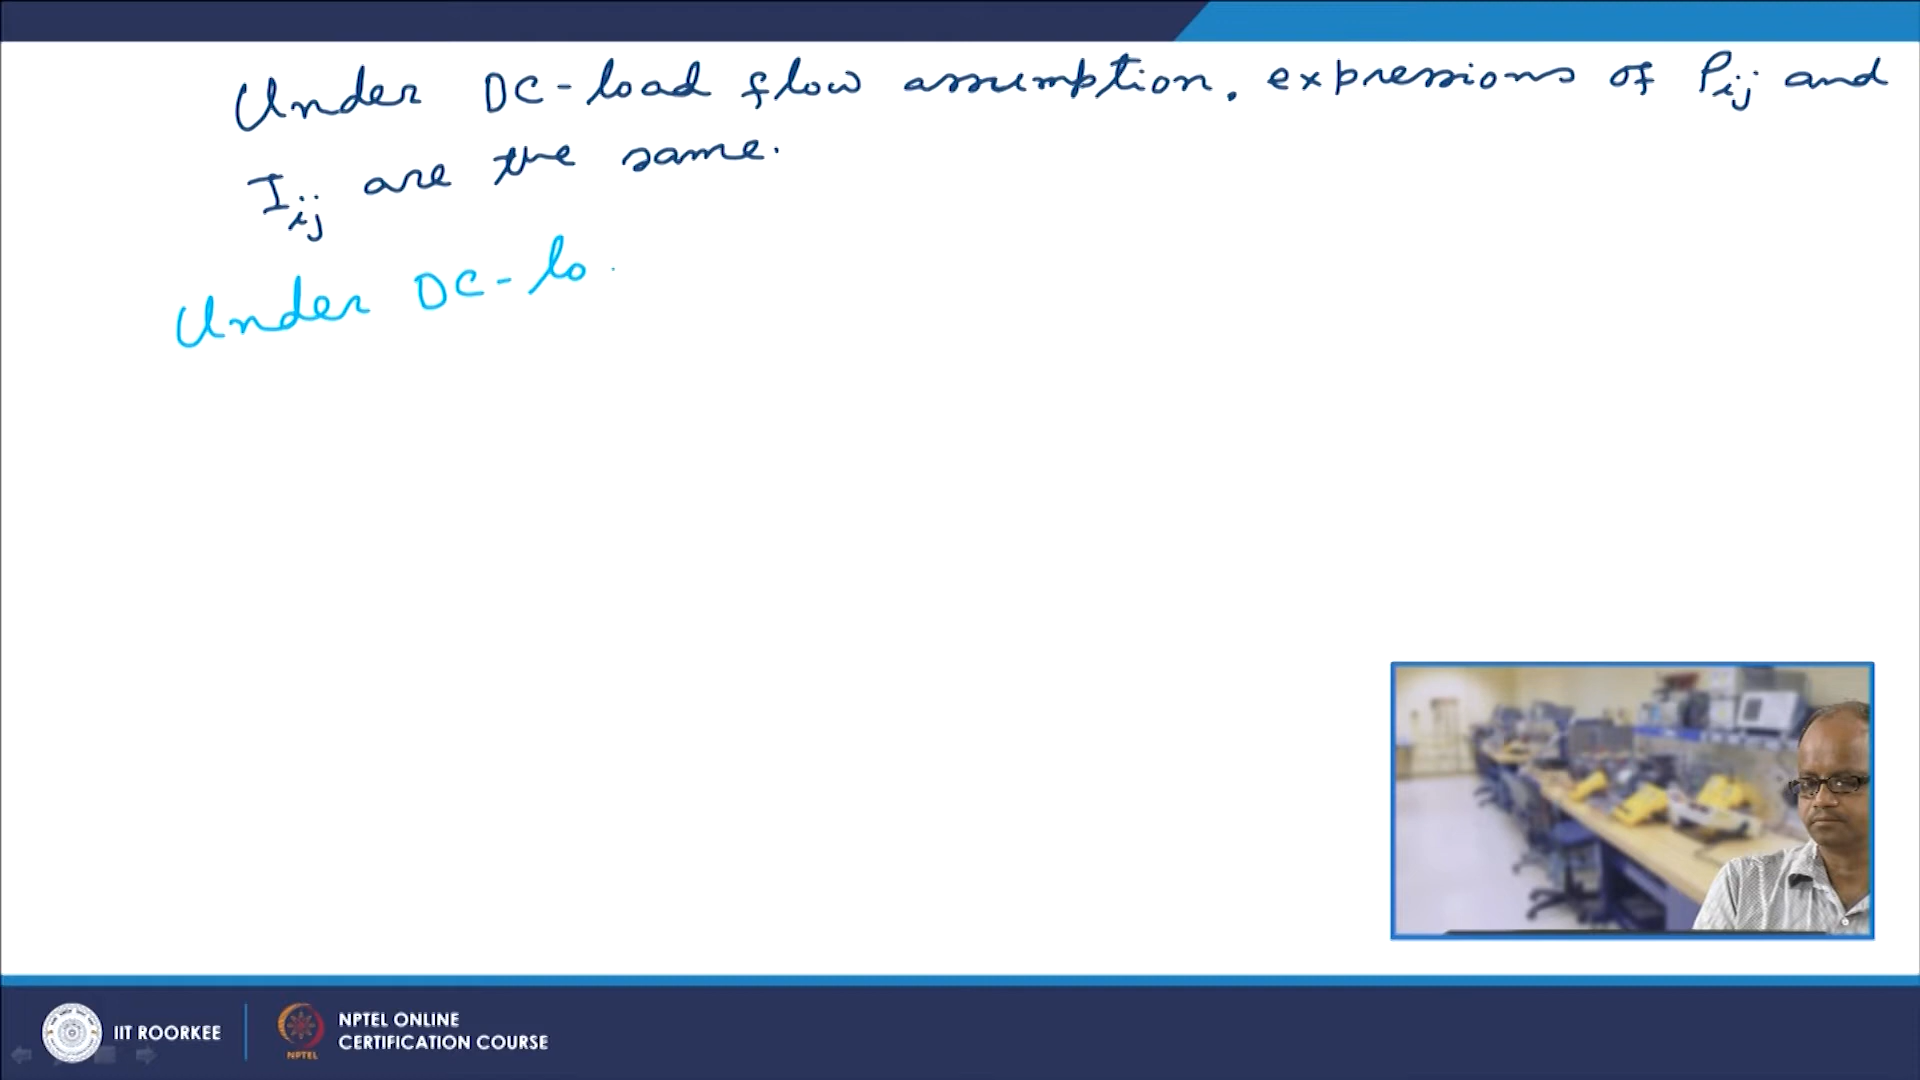 Under DC-load flow assumption, expressions of Pij and
Iij are the same.
Under DC-lo
IIT ROORKEE
NPTEL
NPTEL ONLINE
CERTIFICATION COURSE